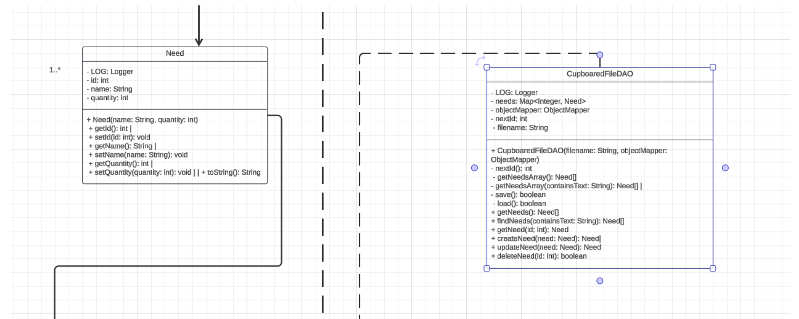 Need
1..*
- LOG: Logger
- id: int
- name: String
- quantity: int
+ Need(name: String, quantity: int)
+ getId(): int |
+ setId(id: int): void
+ getName(): String |
+ setName(name: String): void
+ getQuantity(): int |
+ setQuantity(quantity: int): void | | + toString(): String
CupboaredFileDAO
- LOG: Logger
- needs: Map<Integer, Need>
- objectMapper: ObjectMapper
- nextId: int
- filename: String
+ CupboaredFileDAO(filename: String, objectMapper:
ObjectMapper)
- nextId(): int
- getNeedsArray(): Need[]
- getNeedsArray(containsText: String): Need[] |
- save(): boolean
- load(): boolean
+ getNeeds(): Need[]
+ findNeeds(containsText: String): Need[]
+ getNeed(id: int): Need
+ createNeed(need: Need): Need|
+ updateNeed(need: Need): Need
+ deleteNeed(id: int): boolean